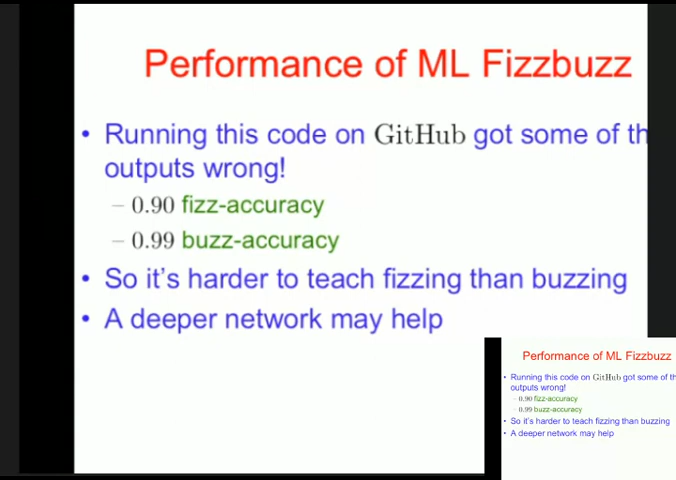 Performance of ML Fizzbuzz
• Running this code on GitHub got some of th
outputs wrong!
– 0.90 fizz-accuracy
– 0.99 buzz-accuracy
• So it's harder to teach fizzing than buzzing
• A deeper network may help
Performance of ML Fizzbuzz
• Running this code on GitHub got some of th
outputs wrong!
– 0.90 fizz-accuracy
– 0.99 buzz-accuracy
• So it's harder to teach fizzing than buzzing
• A deeper network may help